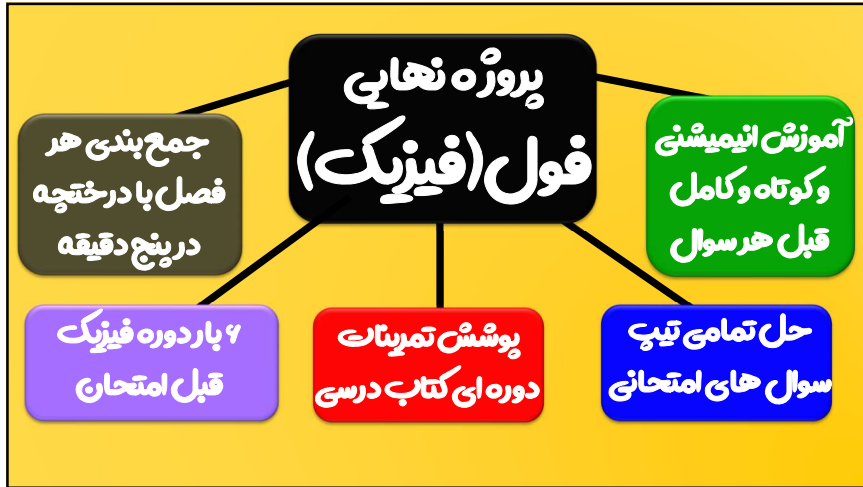 پروژه نهایی
فول(فیزیک)
آموزش انیمیشنی
و کوتاه و کامل
قبل هر سوال
جمع بندی هر
فصل با درختچه
در پنج دقیقه
حل تمامی تیپ
سوال های امتحانی
پوشش تمرینات
دوره ای کتاب درسی
۶ بار دوره فیزیک
قبل امتحان